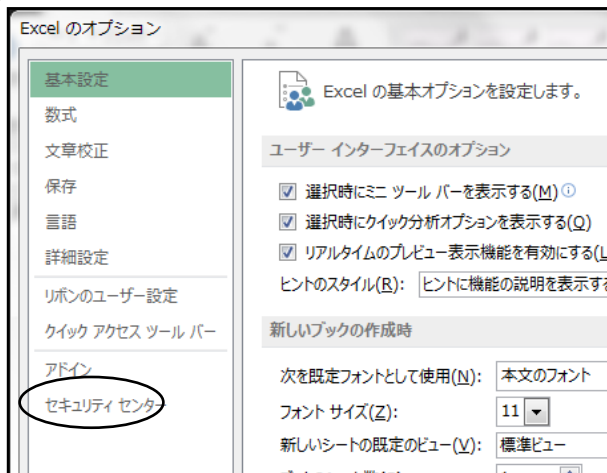 Excel のオプション
基本設定
数式
文章校正
保存
言語
詳細設定
リボンのユーザー設定
クイック アクセス ツール バー
アドイン
セキュリティ センター
Excel の基本オプションを設定します。
ユーザー インターフェイスのオプション
選択時にミニ ツール バーを表示する(M)
選択時にクイック分析オプションを表示する(Q)
リアルタイムのプレビュー表示機能を有効にする(L
ヒントのスタイル(R): ヒントに機能の説明を表示する
新しいブックの作成時
次を既定フォントとして使用(N): 本文のフォント
フォント サイズ(Z): 11
新しいシートの既定のビュー(V): 標準ビュー